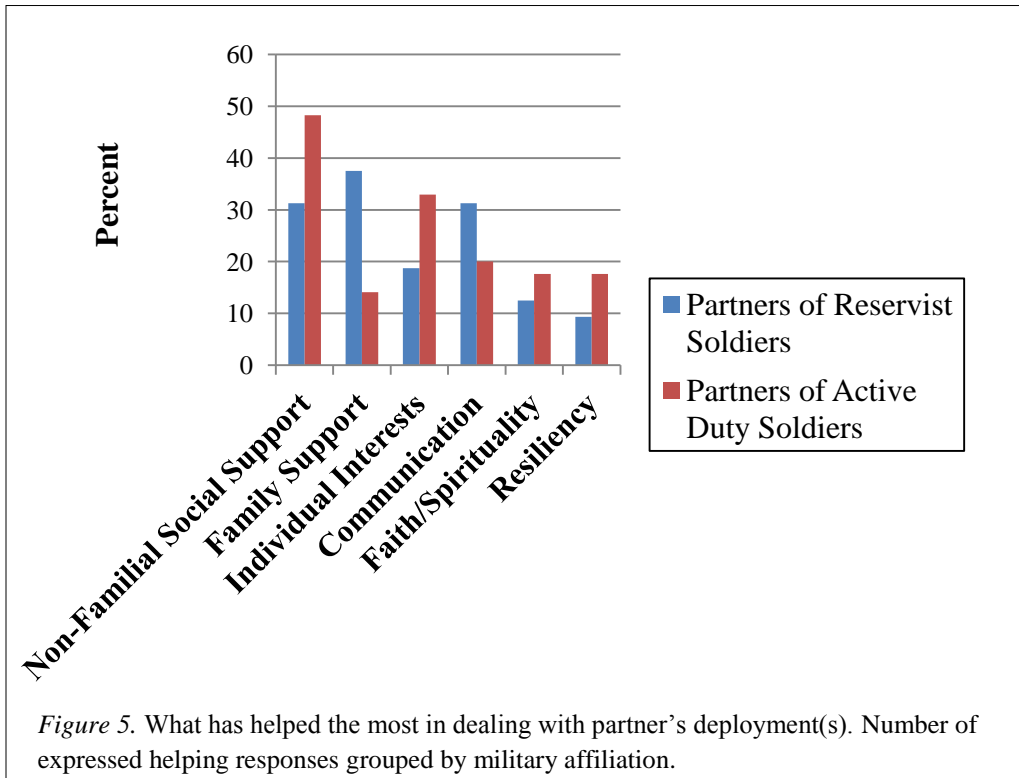 60
50
40
30
20
10
0
Percent
Non-Familial Social Support
Family Support
Individual Interests
Communication
Faith/Spirituality
Resiliency
Partners of Reservist
Soldiers
Partners of Active
Duty Soldiers
Figure 5. What has helped the most in dealing with partner’s deployment(s). Number of
expressed helping responses grouped by military affiliation.